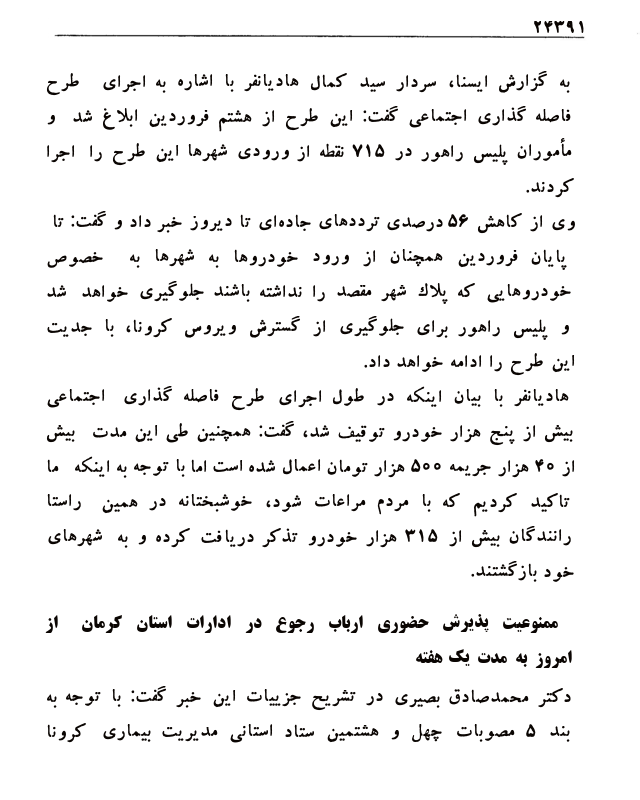 ۲۴۳۹۱
به گزارش ایسنا، سردار سید کمال هادیانفر با اشاره به اجرای طرح
فاصله گذاری اجتماعی گفت: این طرح از هشتم فروردین ابلاغ شد و
مأموران پلیس راهور در ۷۱۵ نقطه از ورودی شهرها این طرح را اجرا
کردند.
وی از کاهش ۵۶ درصدی ترددهای جاده‌ای تا دیروز خبر داد و گفت: تا
پایان فروردین همچنان از ورود خودروها به شهرها به خصوص
خودروهایی که پلاك شهر مقصد را نداشته باشند جلوگیری خواهد شد
و پلیس راهور برای جلوگیری از گسترش ویروس کرونا، با جدیت
این طرح را ادامه خواهد داد.
هادیانفر با بیان اینکه در طول اجرای طرح فاصله گذاری اجتماعی
بیش از پنج هزار خودرو توقیف شد، گفت: همچنین طی این مدت بیش
از ۴۰ هزار جریمه ۵۰۰ هزار تومان اعمال شده است اما با توجه به اینکه ما
تاکید کردیم که با مردم مراعات شود، خوشبختانه در همین راستا
رانندگان بیش از ۳۱۵ هزار خودرو تذکر دریافت کرده و به شهرهای
خود بازگشتند.
ممنوعیت پذیرش حضوری ارباب رجوع در ادارات استان کرمان از
امروز به مدت یک هفته
دکتر محمدصادق بصیری در تشریح جزییات این خبر گفت: با توجه به
بند ۵ مصوبات چهل و هشتمین ستاد استانی مدیریت بیماری کرونا